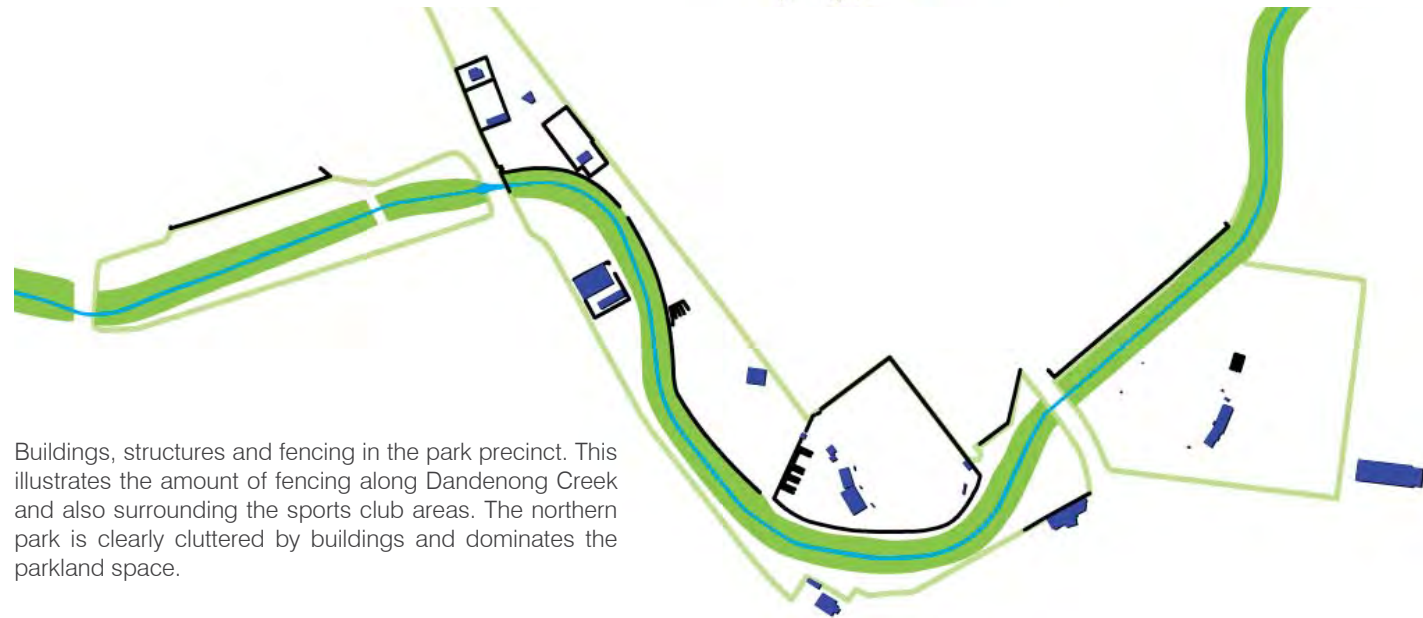 Buildings, structures and fencing in the park precinct. This
illustrates the amount of fencing along Dandenong Creek
and also surrounding the sports club areas. The northern
park is clearly cluttered by buildings and dominates the
parkland space.